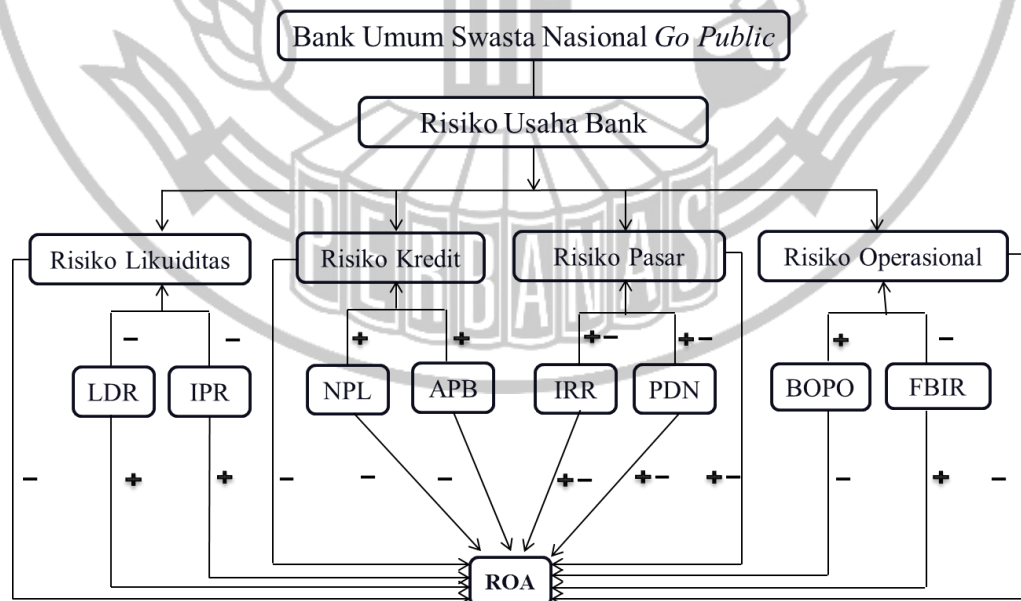 Bank Umum Swasta Nasional Go Public
Risiko Usaha Bank
PERBANAS
Risiko Likuiditas
Risiko Kredit
Risiko Pasar
Risiko Operasional
- - + + +- +- + -
LDR IPR NPL APB IRR PDN BOPO FBIR
- + + - - - +- +- +- - + -
ROA